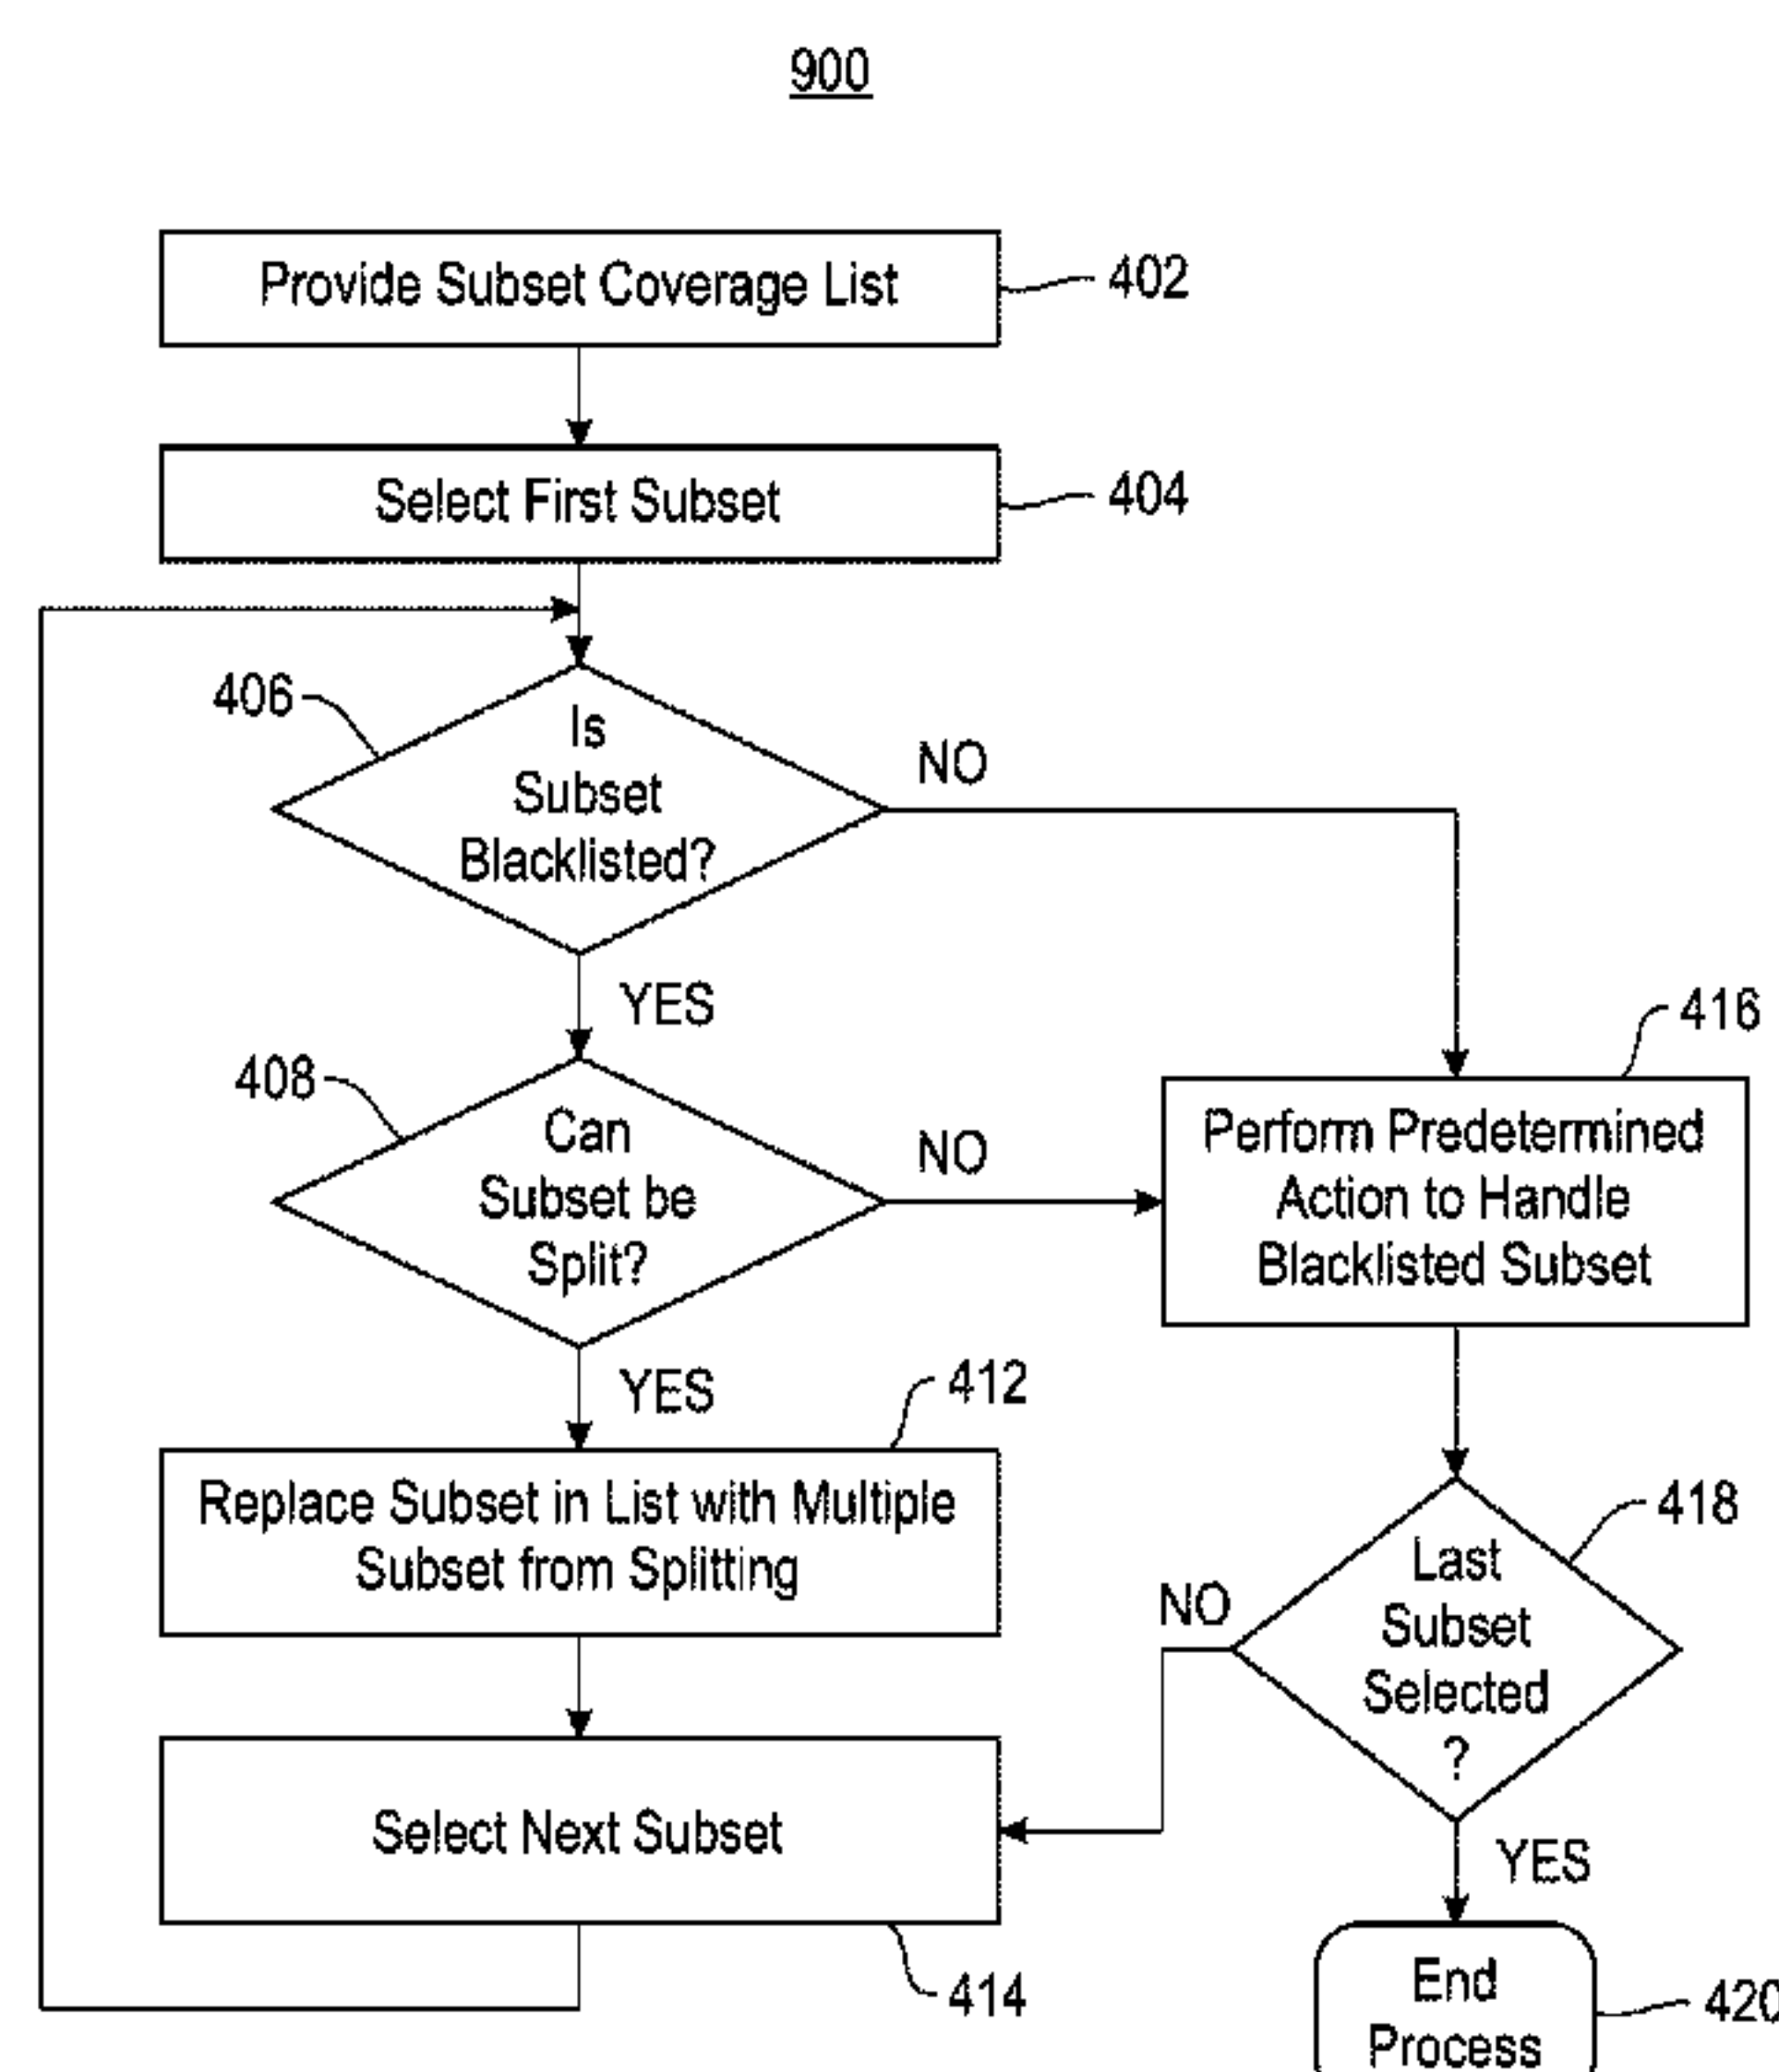 900
Provide Subset Coverage List
402
Select First Subset
404
406
Is
Subset
Blacklisted?
NO
YES
416
408
Can
Subset be
Split?
NO
Perform Predetermined
Action to Handle
Blacklisted Subset
YES
412
Replace Subset in List with Multiple
Subset from Splitting
418
Last
Subset
Selected
?
NO
Select Next Subset
YES
414
End
Process
420